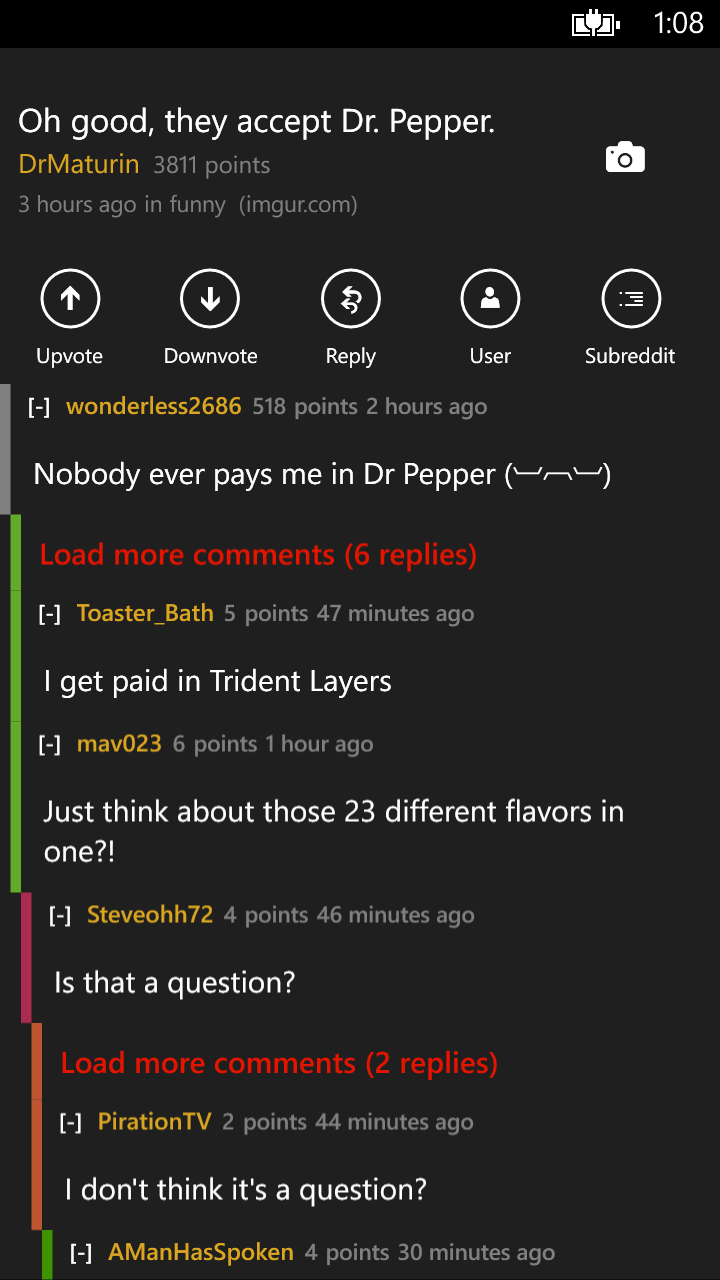 1:08
Oh good, they accept Dr. Pepper.
DrMaturin 3811 points
3 hours ago in funny (imgur.com)
Upvote Downvote Reply User Subreddit
[-] wonderless2686 518 points 2 hours ago
Nobody ever pays me in Dr Pepper (︶︹︶)
Load more comments (6 replies)
[-] Toaster_Bath 5 points 47 minutes ago
I get paid in Trident Layers
[-] mav023 6 points 1 hour ago
Just think about those 23 different flavors in
one?!
[-] Steveohh72 4 points 46 minutes ago
Is that a question?
Load more comments (2 replies)
[-] PirationTV 2 points 44 minutes ago
I don't think it's a question?
[-] AManHasSpoken 4 points 30 minutes ago